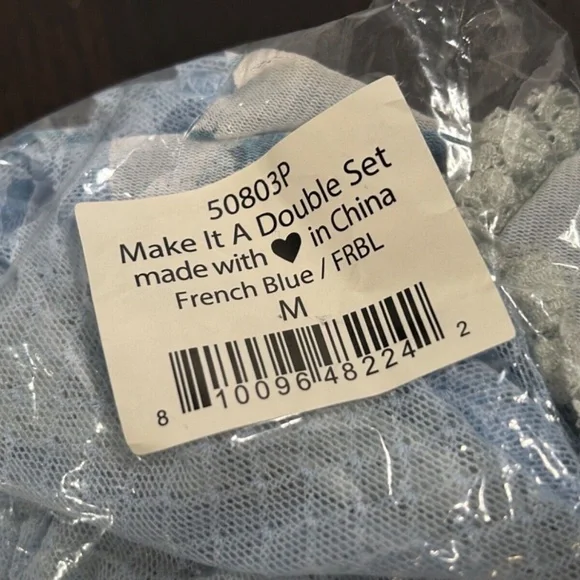 50803P
Make It A Double Set
made with ♥ in China
French Blue / FRBL
M
8 10096 48224 2